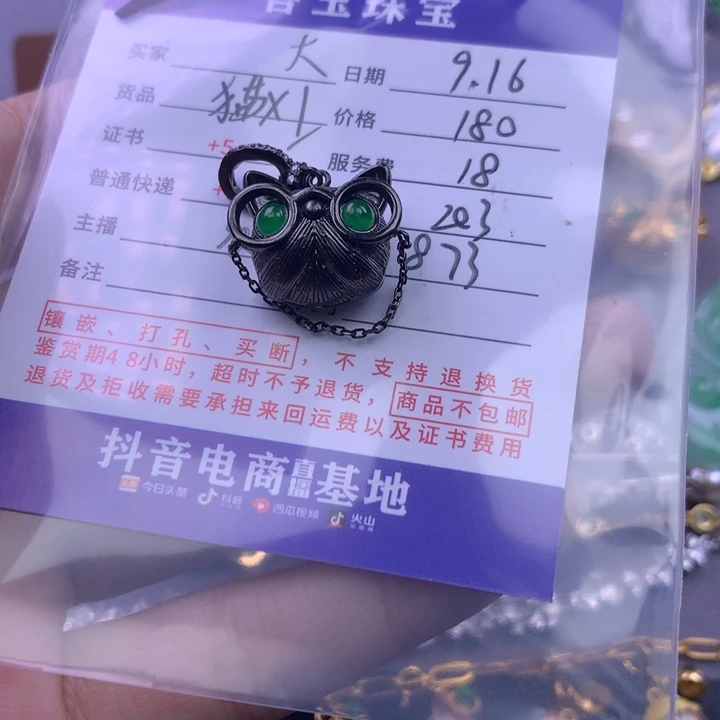 玉珠宝
买家 大 日期 9.16
货品 猫x1 价格 180
证书 +5 服务费 18
普通快递 203
主播 873
备注
镶嵌、打孔、买断，不支持退换货
鉴赏期48小时，超时不予退货，商品不包邮
退货及拒收需要承担来回运费以及证书费用
抖音电商直播基地
今日头条 抖音 西瓜视频 火山